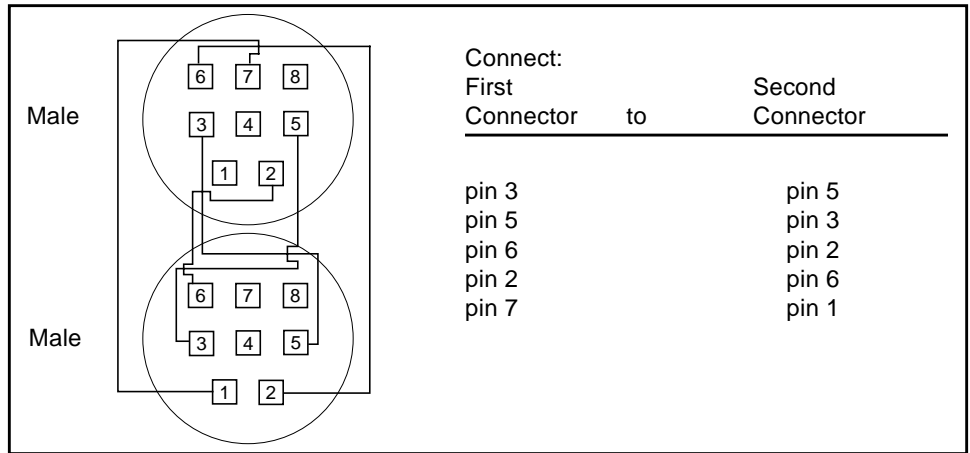 Male
6 7 8
3 4 5
1 2
Male
6 7 8
3 4 5
1 2
Connect:
First Second
Connector to Connector
pin 3 pin 5
pin 5 pin 3
pin 6 pin 2
pin 2 pin 6
pin 7 pin 1